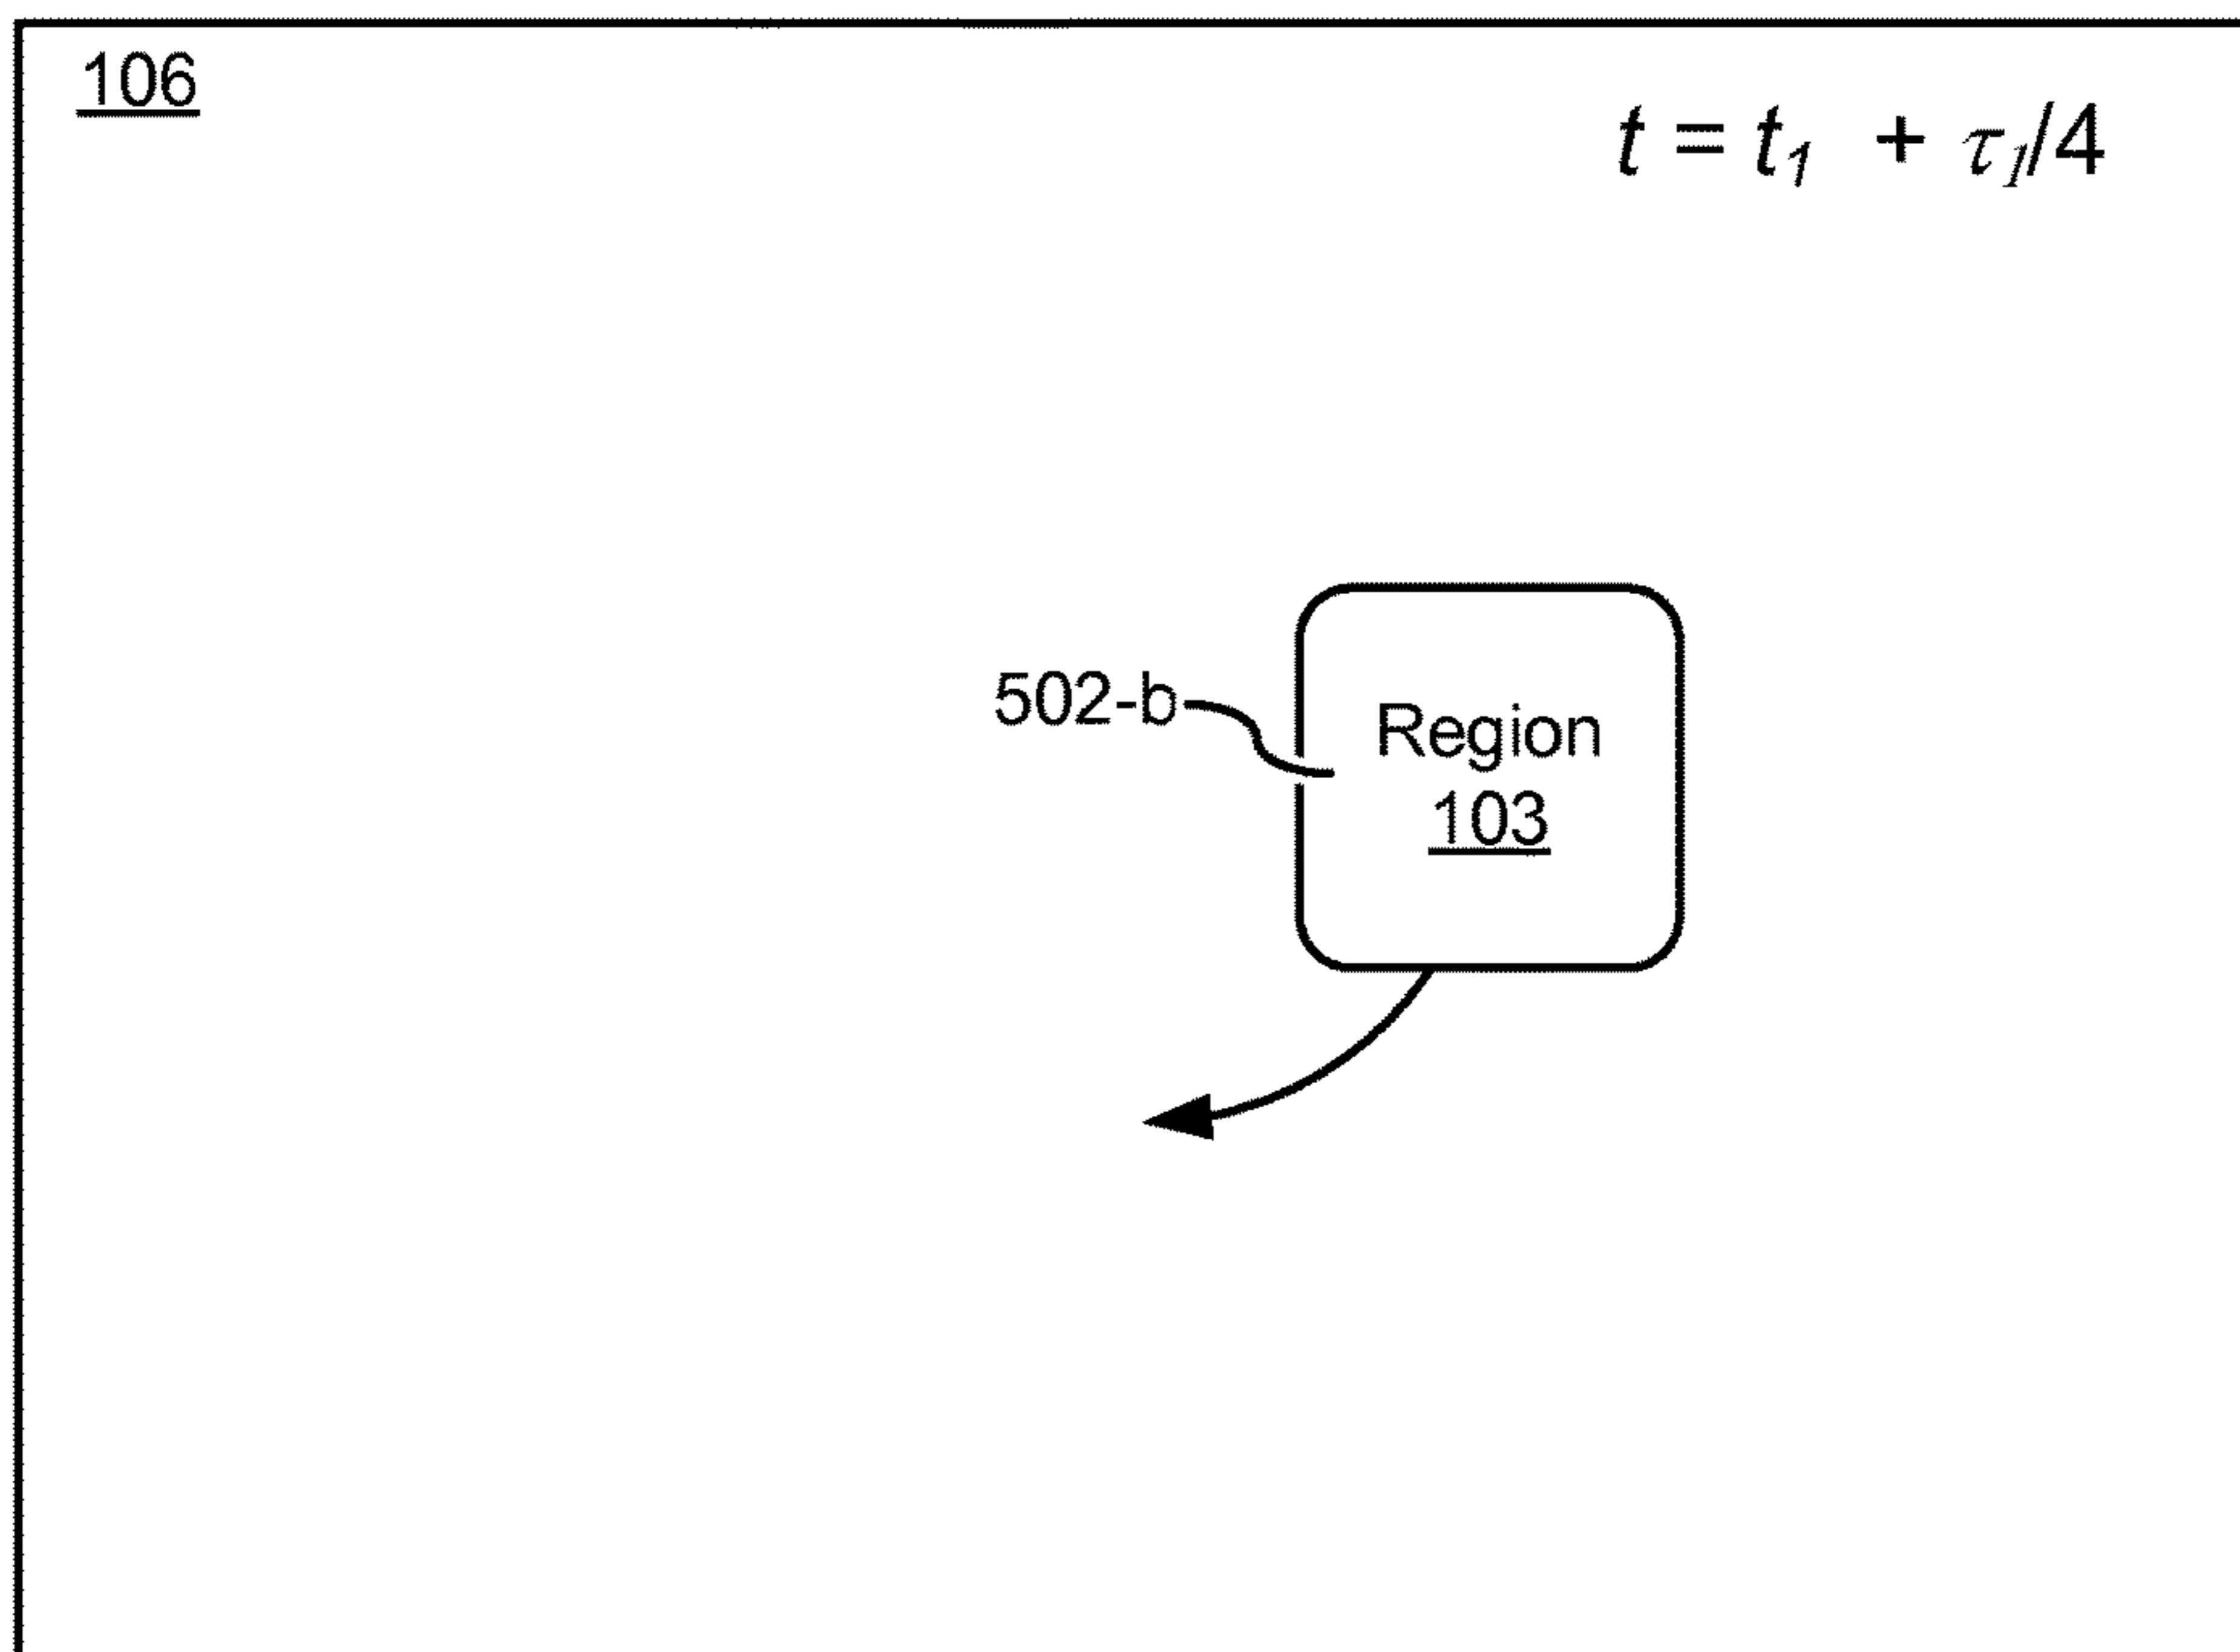 106
t = t₁ + τ₁/4
502-b
Region
103